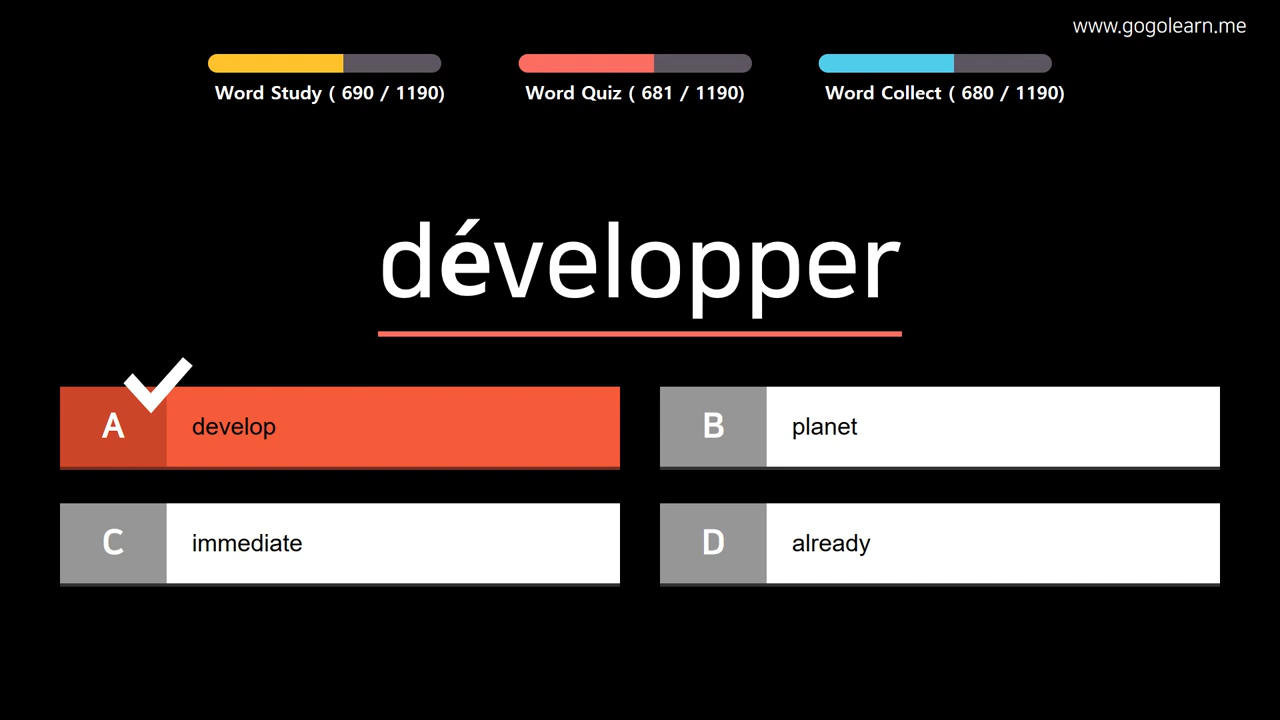 www.gogolearn.me
Word Study ( 690 / 1190)
Word Quiz ( 681 / 1190)
Word Collect ( 680 / 1190)
développer
A develop
B planet
C immediate
D already